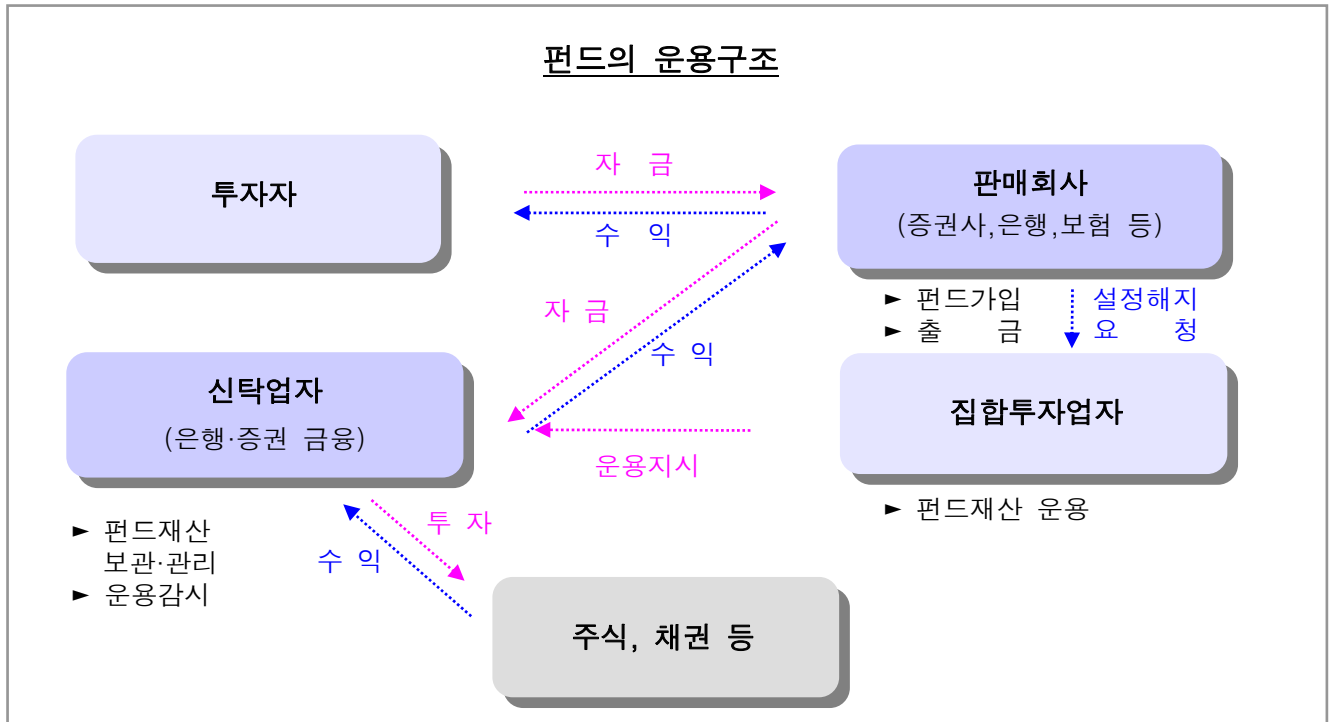 펀드의 운용구조
투자자
자 금
수 익
판매회사
(증권사,은행,보험 등)
► 펀드가입
► 출 금
설정해지
요 청
자 금
수 익
신탁업자
(은행·증권 금융)
운용지시
집합투자업자
► 펀드재산 운용
► 펀드재산
보관·관리
► 운용감시
투 자
수 익
주식, 채권 등